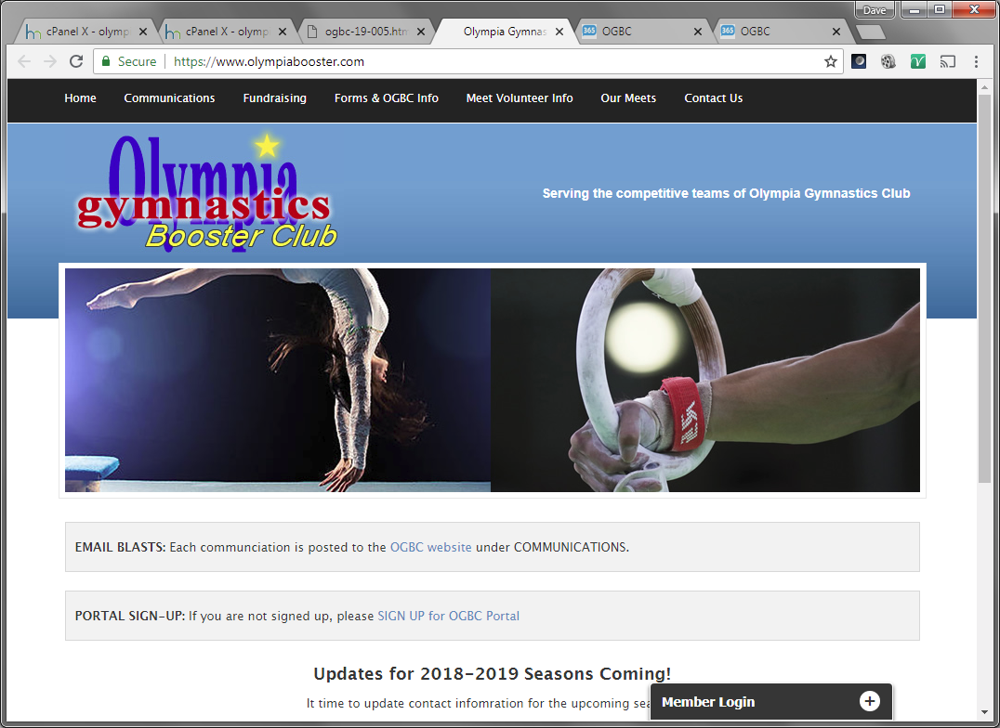 Dave
cPanel X - olymp
cPanel X - olymp
ogbc-19-005.htm
Olympia Gymnas
365 OGBC
365 OGBC
Secure https://www.olympiabooster.com
Home Communications Fundraising Forms & OGBC Info Meet Volunteer Info Our Meets Contact Us
Olympia
gymnastics
Booster Club
Serving the competitive teams of Olympia Gymnastics Club
EMAIL BLASTS: Each communciation is posted to the OGBC website under COMMUNICATIONS.
PORTAL SIGN-UP: If you are not signed up, please SIGN UP for OGBC Portal
Updates for 2018-2019 Seasons Coming!
It time to update contact infomration for the upcoming sea
Member Login